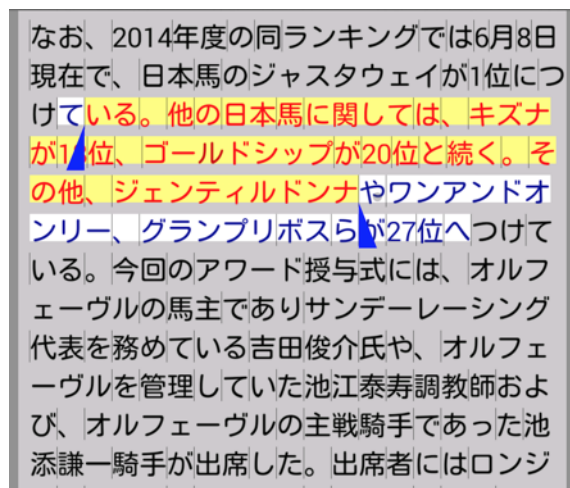 なお、2014年度の同ランキングでは6月8日
現在で、日本馬のジャスタウェイが1位につ
けている。他の日本馬に関しては、キズナ
が1位、ゴールドシップが20位と続く。そ
の他、ジェンティルドンナやワンアンドオ
ンリー、グランプリボスらが27位へつけて
いる。今回のアワード授与式には、オルフ
ェーヴルの馬主でありサンデーレーシング
代表を務めている吉田俊介氏や、オルフェ
ーヴルを管理していた池江泰寿調教師およ
び、オルフェーヴルの主戦騎手であった池
添謙一騎手が出席した。出席者にはロンジ